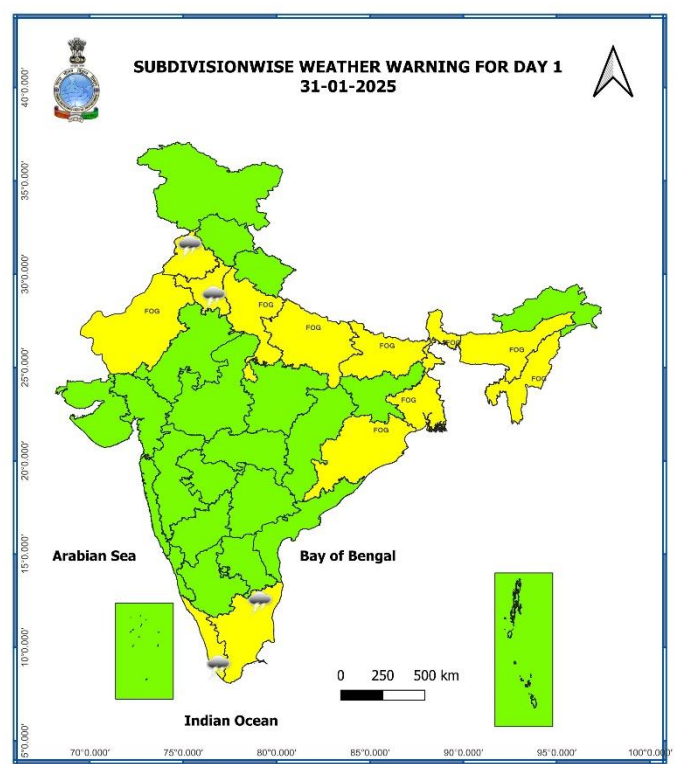 SUBDIVISIONWISE WEATHER WARNING FOR DAY 1
31-01-2025
40°0.000'
35°0.000'
30°0.000'
25°0.000'
20°0.000'
15°0.000'
10°0.000'
5°0.000'
FOG
FOG
FOG
FOG
FOG
FOG
FOG
FOG
FOG
Arabian Sea
Bay of Bengal
0 250 500 km
Indian Ocean
70°0.000' 75°0.000' 80°0.000' 85°0.000' 90°0.000' 95°0.000' 100°0.000'